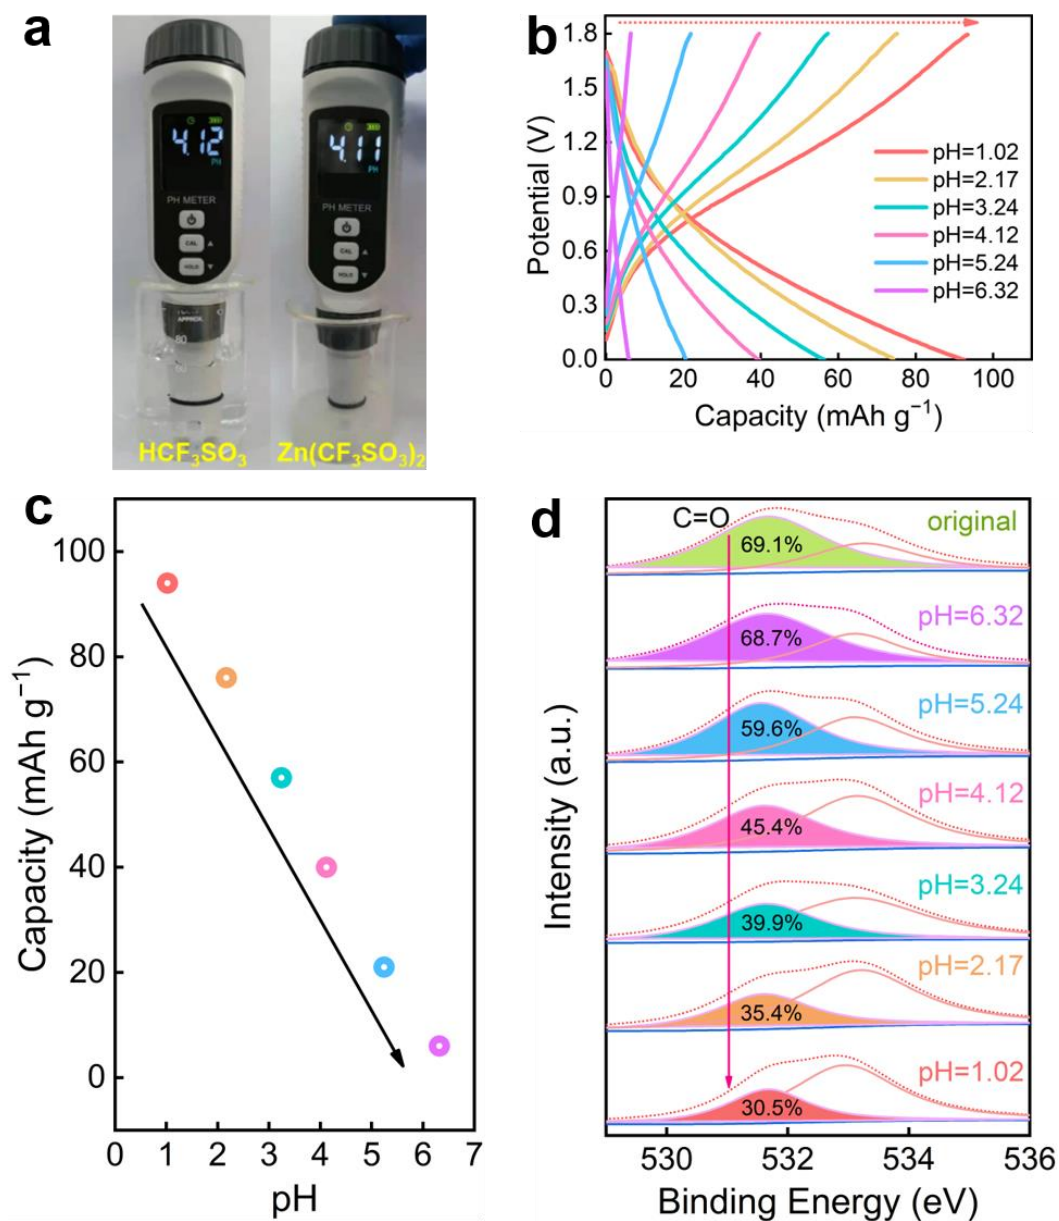 a
4.12
PH
PH METER
CAL
HOLD
APPROX.
80
HCF₃SO₃
4.11
PH
PH METER
CAL
HOLD
Zn(CF₃SO₃)₂
b
Potential (V)
1.8
1.5
1.2
0.9
0.6
0.3
0.0
0 20 40 60 80 100
Capacity (mAh g⁻¹)
pH=1.02
pH=2.17
pH=3.24
pH=4.12
pH=5.24
pH=6.32
c
Capacity (mAh g⁻¹)
100
80
60
40
20
0
0 1 2 3 4 5 6 7
pH
d
Intensity (a.u.)
C=O
original
69.1%
pH=6.32
68.7%
pH=5.24
59.6%
pH=4.12
45.4%
pH=3.24
39.9%
pH=2.17
35.4%
pH=1.02
30.5%
530 532 534 536
Binding Energy (eV)